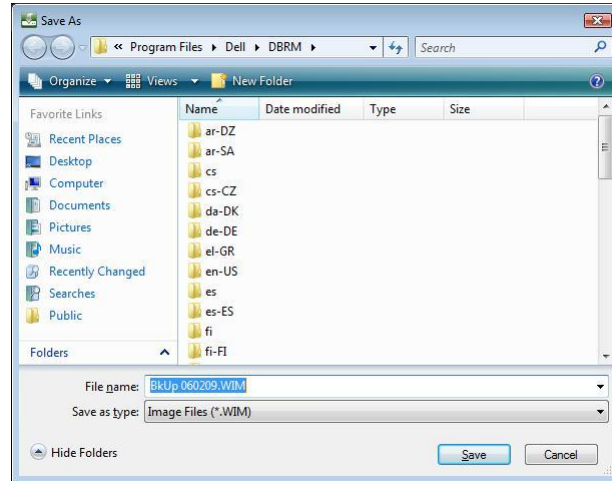 Save As
« Program Files Dell DBRM Search
Organize Views New Folder
Favorite Links
Recent Places
Desktop
Computer
Documents
Pictures
Music
Recently Changed
Searches
Public
Folders
Name Date modified Type Size
ar-DZ
ar-SA
cs
cs-CZ
da-DK
de-DE
el-GR
en-US
es
es-ES
fi
fi-FI
File name: BkUp 060209.WIM
Save as type: Image Files (*.WIM)
Hide Folders Save Cancel